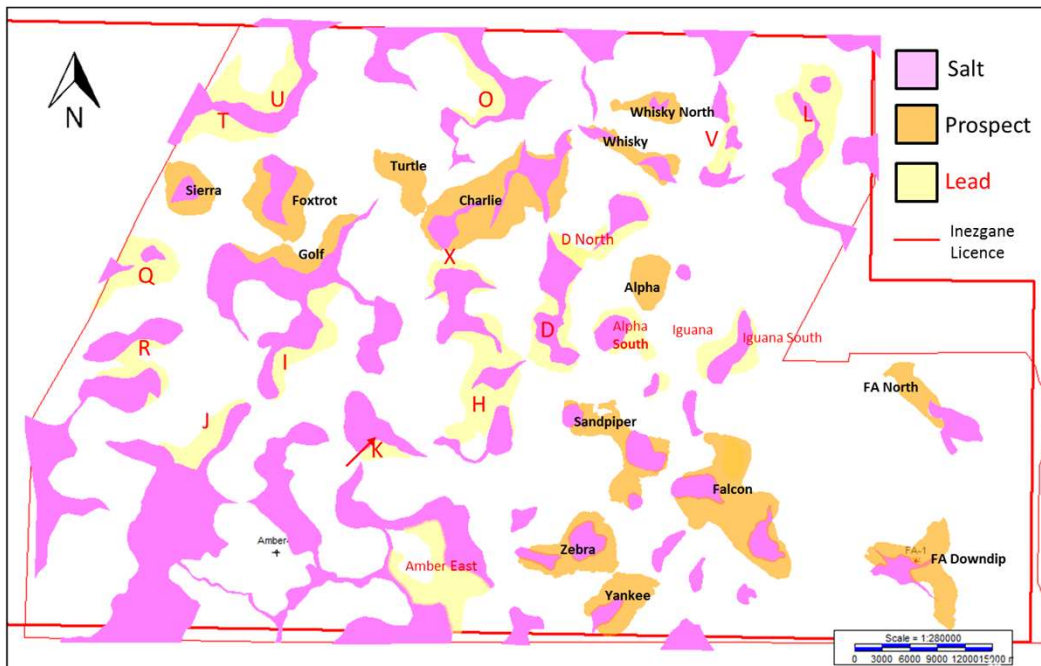 N
U
T
O
Whisky North
V
Whisky
L
Salt
Prospect
Lead
Inezgane
Licence
Sierra
Foxtrot
Turtle
Charlie
Golf
X
D North
Q
Alpha
R
I
D
Alpha
South
Iguana
Iguana South
J
K
H
Sandpiper
FA North
Falcon
Amber-
Amber East
Zebra
Yankee
FA-1
FA Downdip
Scale = 1:280000
0 3000 6000 9000 12000 15000 m